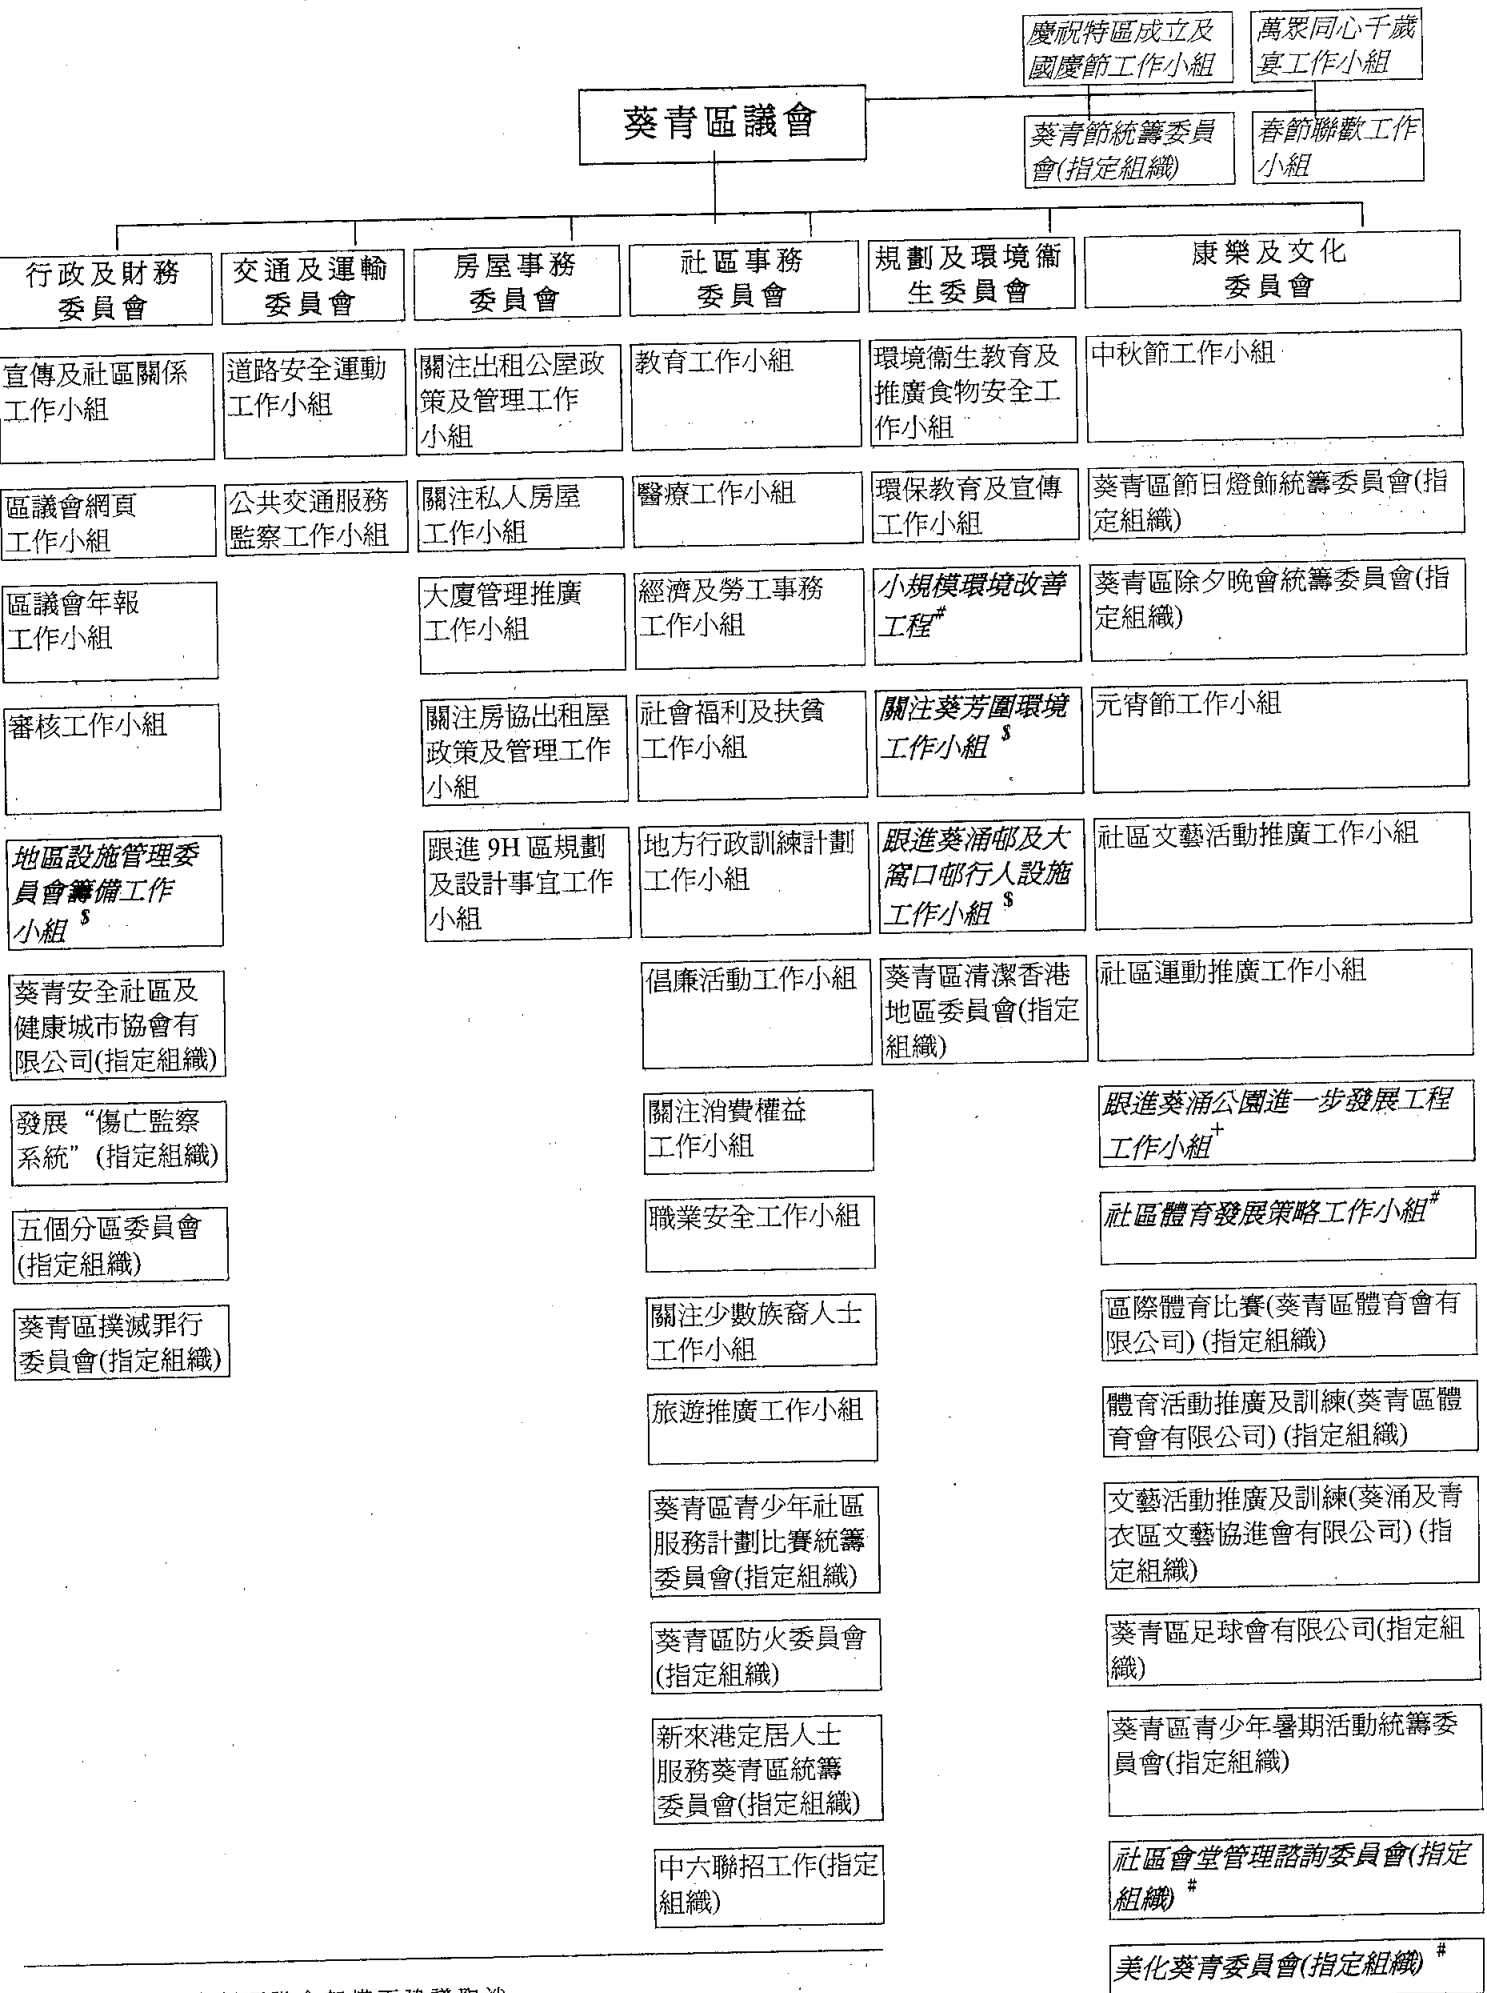 慶祝特區成立及
國慶節工作小組
萬眾同心千歲
宴工作小組
葵青區議會
葵青節統籌委員
會(指定組織)
春節聯歡工作
小組
行政及財務
委員會
交通及運輸
委員會
房屋事務
委員會
社區事務
委員會
規劃及環境衞
生委員會
康樂及文化
委員會
宣傳及社區關係
工作小組
道路安全運動
工作小組
關注出租公屋政
策及管理工作
小組
教育工作小組
環境衞生教育及
推廣食物安全工
作小組
中秋節工作小組
區議會網頁
工作小組
公共交通服務
監察工作小組
關注私人房屋
工作小組
醫療工作小組
環保教育及宣傳
工作小組
葵青區節日燈飾統籌委員會(指
定組織)
區議會年報
工作小組
大廈管理推廣
工作小組
經濟及勞工事務
工作小組
小規模環境改善
工程#
葵青區除夕晚會統籌委員會(指
定組織)
審核工作小組
關注房協出租屋
政策及管理工作
小組
社會福利及扶貧
工作小組
關注葵芳圍環境
工作小組 $
元宵節工作小組
地區設施管理委
員會籌備工作
小組 $
跟進 9H 區規劃
及設計事宜工作
小組
地方行政訓練計劃
工作小組
跟進葵涌邨及大
窩口邨行人設施
工作小組 $
社區文藝活動推廣工作小組
葵青安全社區及
健康城市協會有
限公司(指定組織)
倡廉活動工作小組
葵青區清潔香港
地區委員會(指定
組織)
社區運動推廣工作小組
發展“傷亡監察
系統”(指定組織)
關注消費權益
工作小組
跟進葵涌公園進一步發展工程
工作小組+
五個分區委員會
(指定組織)
職業安全工作小組
社區體育發展策略工作小組#
葵青區撲滅罪行
委員會(指定組織)
關注少數族裔人士
工作小組
區際體育比賽(葵青區體育會有
限公司) (指定組織)
旅遊推廣工作小組
體育活動推廣及訓練(葵青區體
育會有限公司) (指定組織)
葵青區青少年社區
服務計劃比賽統籌
委員會(指定組織)
文藝活動推廣及訓練(葵涌及青
衣區文藝協進會有限公司) (指
定組織)
葵青區防火委員會
(指定組織)
葵青區足球會有限公司(指定組
織)
新來港定居人士
服務葵青區統籌
委員會(指定組織)
葵青區青少年暑期活動統籌委
員會(指定組織)
中六聯招工作(指定
組織)
社區會堂管理諮詢委員會(指定
組織) #
美化葵青委員會(指定組織) #